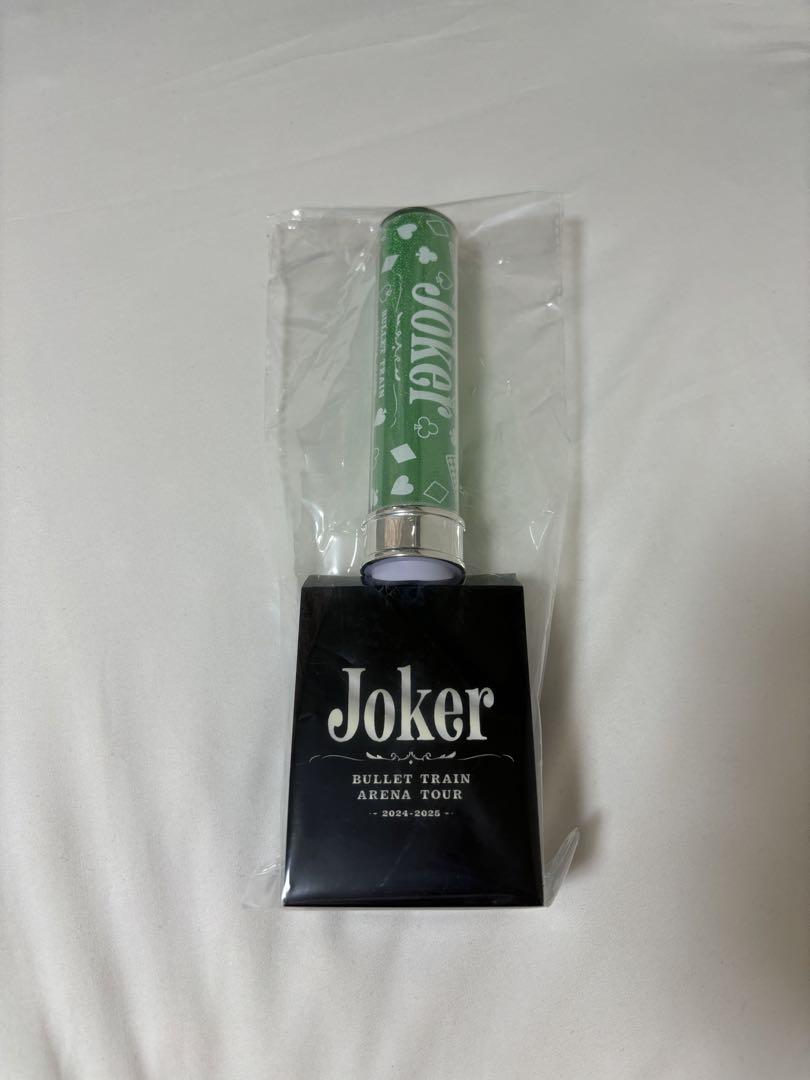 JOKER
BULLET TRAIN
Joker
BULLET TRAIN
ARENA TOUR
2024-2025